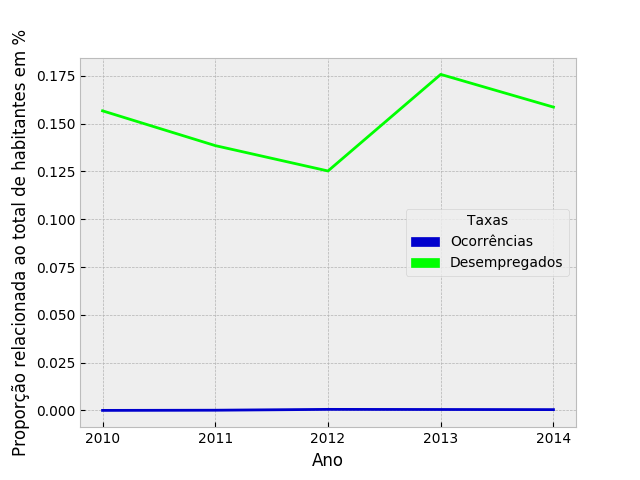 Proporção relacionada ao total de habitantes em %
0.175
0.150
0.125
0.100
0.075
0.050
0.025
0.000
Taxas
Ocorrências
Desempregados
2010 2011 2012 2013 2014
Ano